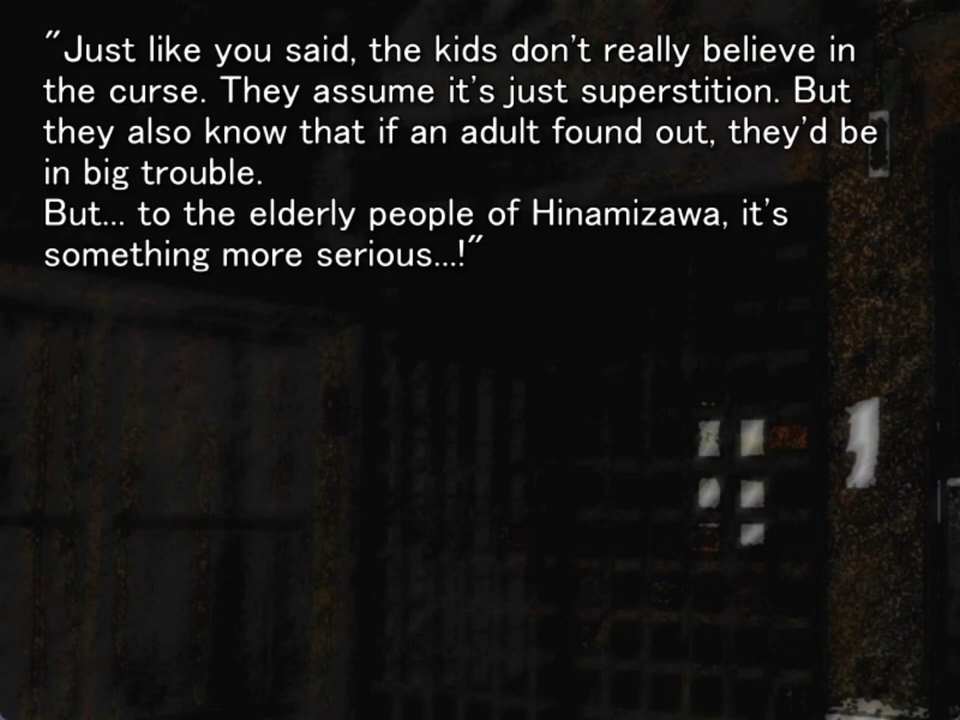 "Just like you said, the kids don't really believe in
the curse. They assume it's just superstition. But
they also know that if an adult found out, they'd be
in big trouble.
But... to the elderly people of Hinamizawa, it's
something more serious...!"